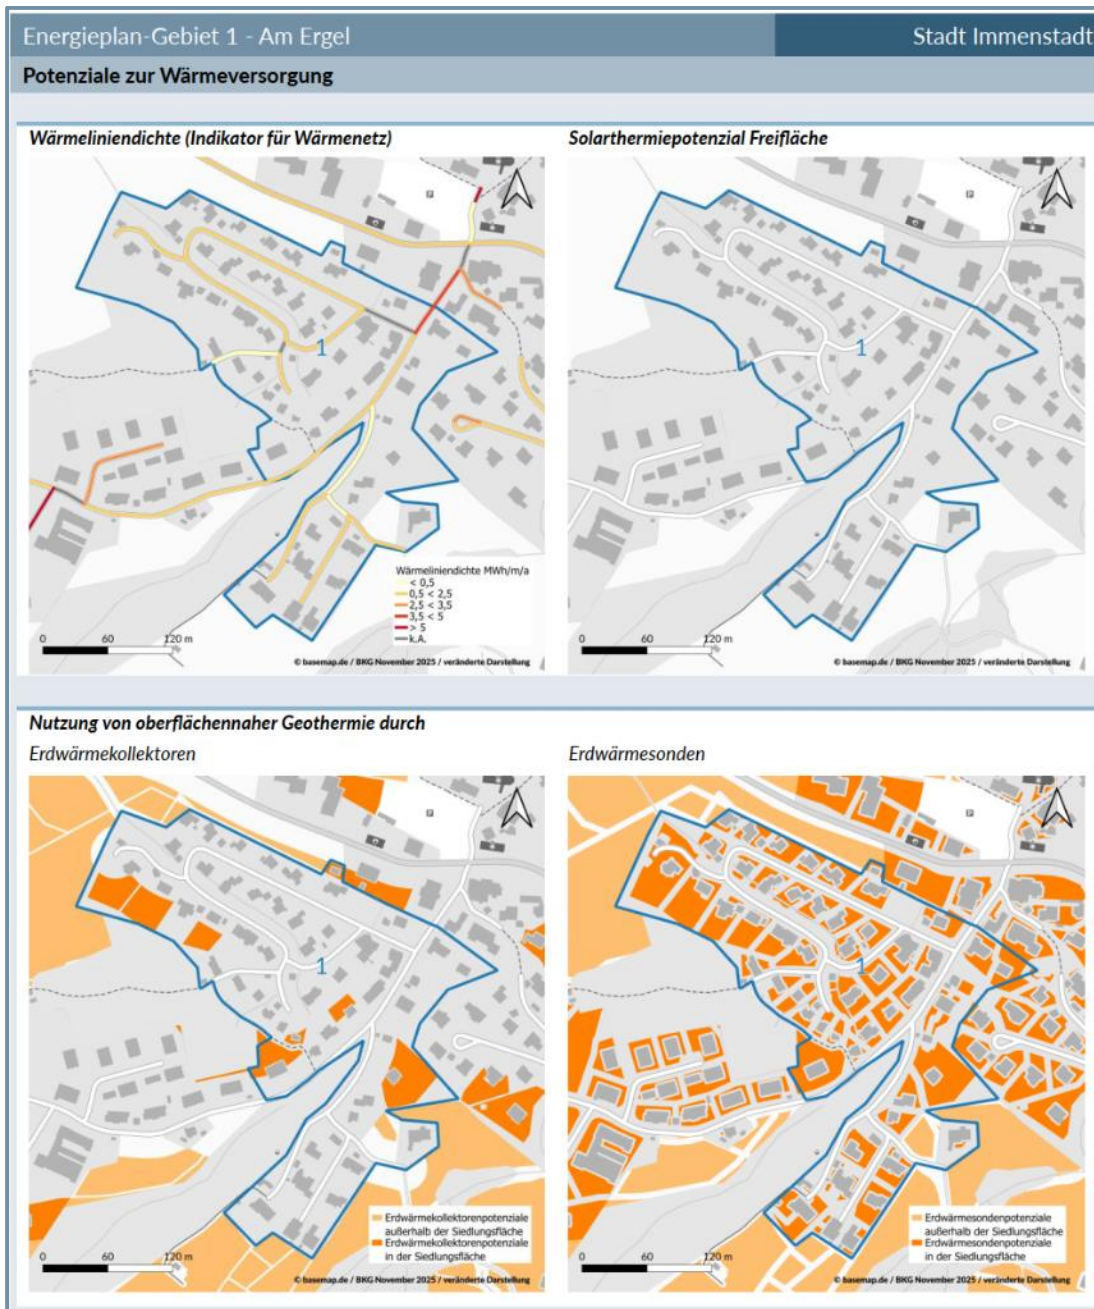 Energieplan-Gebiet 1 - Am Ergel
Stadt Immenstadt
Potenziale zur Wärmeversorgung
Wärmeliniendichte (Indikator für Wärmenetz)
Solarthermiepotenzial Freifläche
P
1
Wärmeliniendichte MWh/m/a
< 0,5
0,5 < 2,5
2,5 < 3,5
3,5 < 5
> 5
k.A.
0 60 120 m
© basemap.de / BKG November 2025 / veränderte Darstellung
P
1
0 60 120 m
© basemap.de / BKG November 2025 / veränderte Darstellung
Nutzung von oberflächennaher Geothermie durch
Erdwärmekollektoren
Erdwärmesonden
P
1
Erdwärmekollektorenpotenziale
außerhalb der Siedlungsfläche
Erdwärmekollektorenpotenziale
in der Siedlungsfläche
0 60 120 m
© basemap.de / BKG November 2025 / veränderte Darstellung
P
1
Erdwärmesondenpotenziale
außerhalb der Siedlungsfläche
Erdwärmesondenpotenziale
in der Siedlungsfläche
0 60 120 m
© basemap.de / BKG November 2025 / veränderte Darstellung